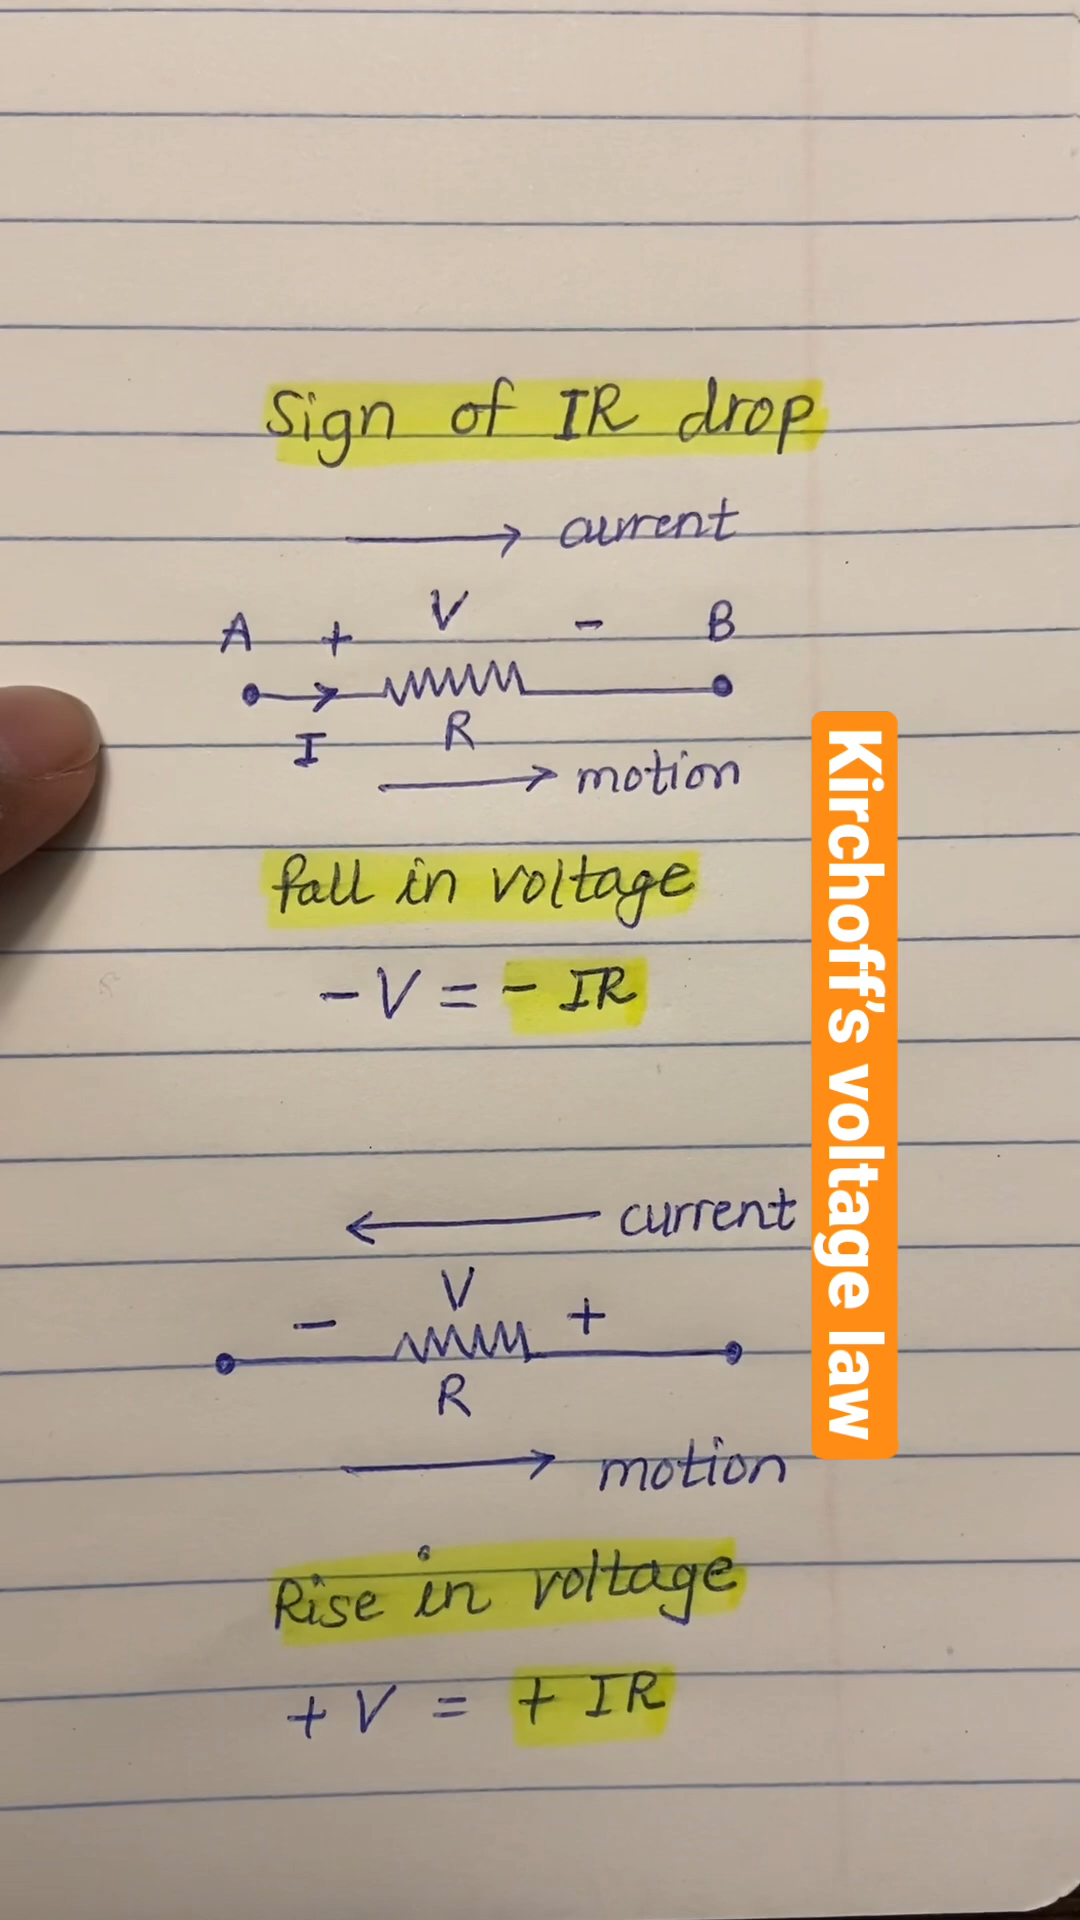 Sign of IR drop
current
A + V - B
I R
motion
fall in voltage
- V = - IR
current
- V +
R
motion
Rise in voltage
+ V = + IR
Kirchoff's voltage law